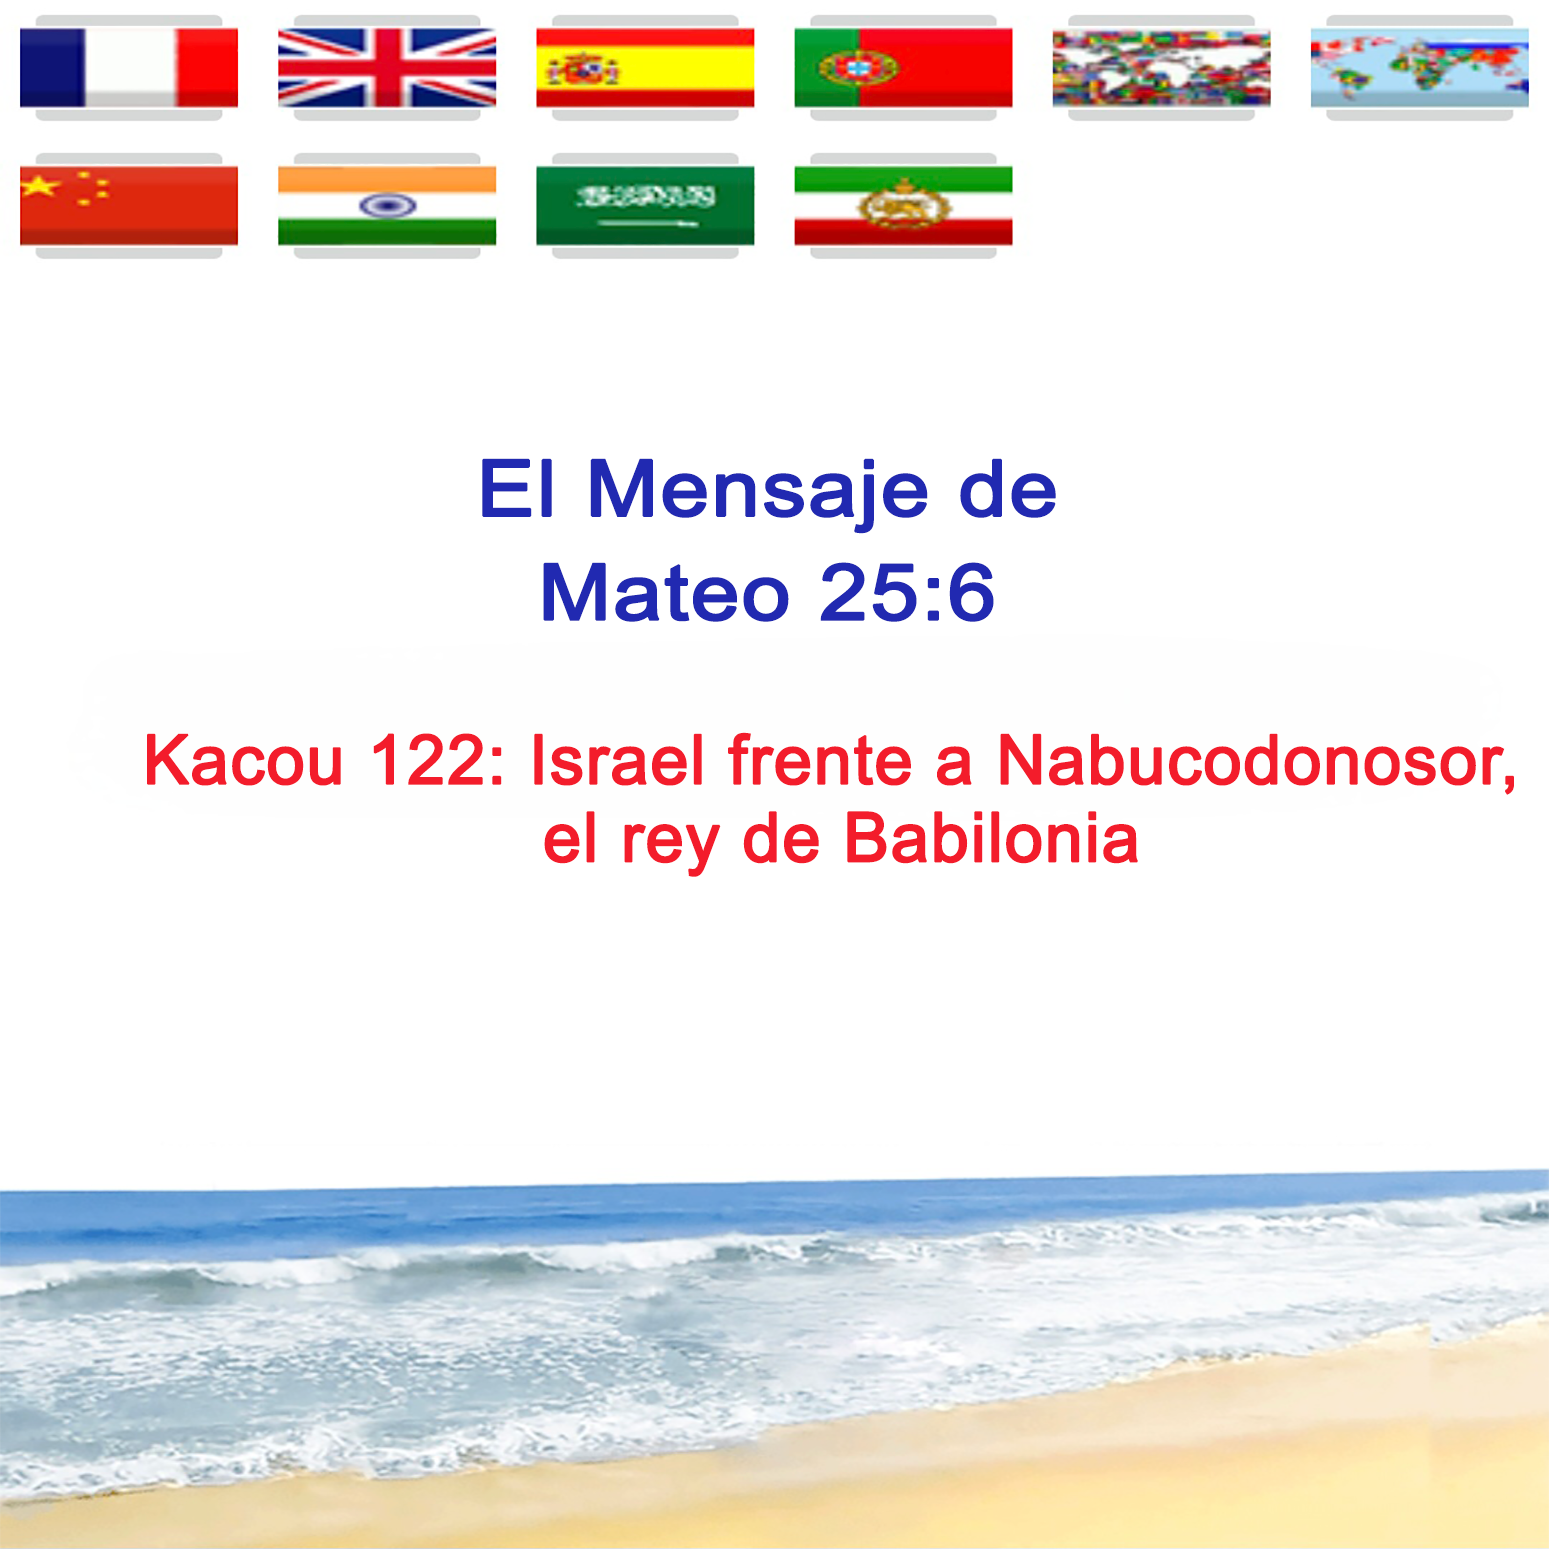 El Mensaje de
Mateo 25:6
Kacou 122: Israel frente a Nabucodonosor,
el rey de Babilonia